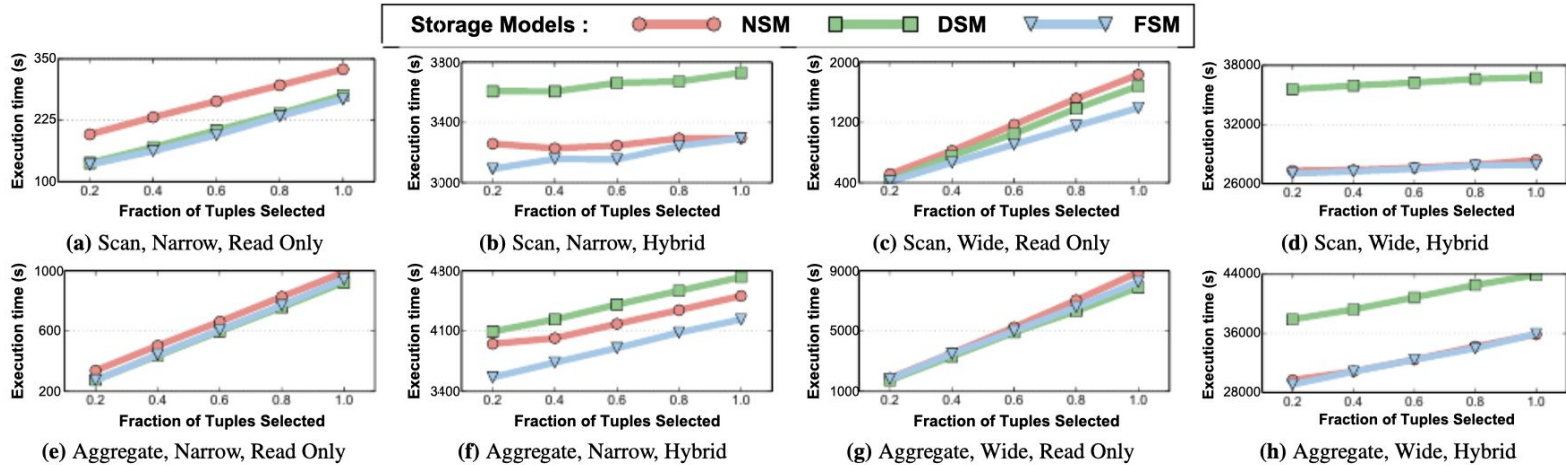 Storage Models : NSM DSM FSM
Execution time (s)
350
225
100
0.2 0.4 0.6 0.8 1.0
Fraction of Tuples Selected
(a) Scan, Narrow, Read Only
Execution time (s)
3800
3400
3000
0.2 0.4 0.6 0.8 1.0
Fraction of Tuples Selected
(b) Scan, Narrow, Hybrid
Execution time (s)
2000
1200
400
0.2 0.4 0.6 0.8 1.0
Fraction of Tuples Selected
(c) Scan, Wide, Read Only
Execution time (s)
38000
32000
26000
0.2 0.4 0.6 0.8 1.0
Fraction of Tuples Selected
(d) Scan, Wide, Hybrid
Execution time (s)
1000
600
200
0.2 0.4 0.6 0.8 1.0
Fraction of Tuples Selected
(e) Aggregate, Narrow, Read Only
Execution time (s)
4800
4100
3400
0.2 0.4 0.6 0.8 1.0
Fraction of Tuples Selected
(f) Aggregate, Narrow, Hybrid
Execution time (s)
9000
5000
1000
0.2 0.4 0.6 0.8 1.0
Fraction of Tuples Selected
(g) Aggregate, Wide, Read Only
Execution time (s)
44000
36000
28000
0.2 0.4 0.6 0.8 1.0
Fraction of Tuples Selected
(h) Aggregate, Wide, Hybrid